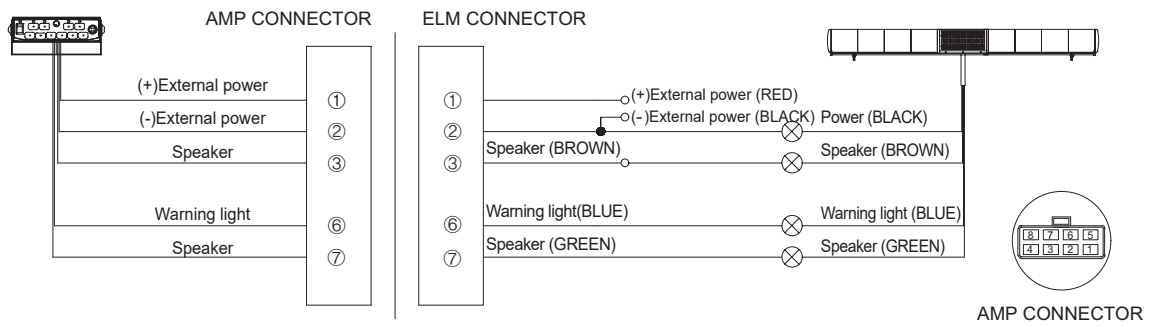 AMP CONNECTOR
ELM CONNECTOR
(+)External power
①
①
(+)External power (RED)
(-)External power
②
②
(-)External power (BLACK)
Power (BLACK)
Speaker
③
③
Speaker (BROWN)
Speaker (BROWN)
Warning light
⑥
⑥
Warning light(BLUE)
Warning light (BLUE)
Speaker
⑦
⑦
Speaker (GREEN)
Speaker (GREEN)
8 7 6 5
4 3 2 1
AMP CONNECTOR